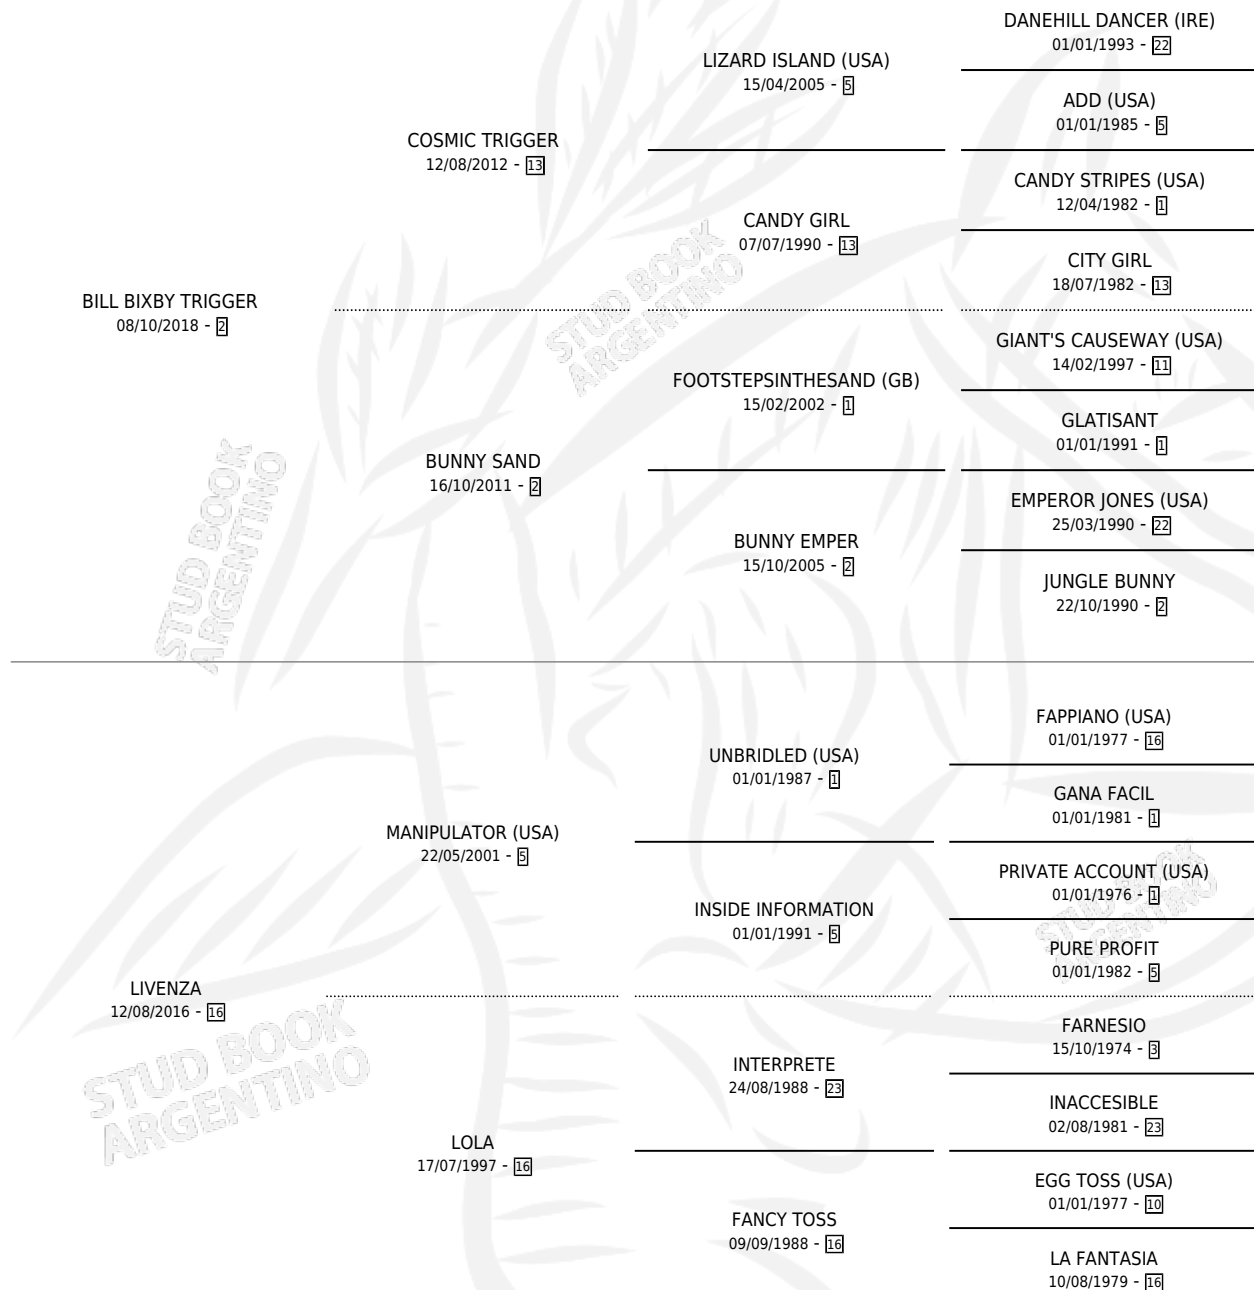 DANEHILL DANCER (IRE)
01/01/1993 - 22
LIZARD ISLAND (USA)
15/04/2005 - 5
ADD (USA)
01/01/1985 - 5
COSMIC TRIGGER
12/08/2012 - 13
CANDY STRIPES (USA)
12/04/1982 - 1
CANDY GIRL
07/07/1990 - 13
CITY GIRL
18/07/1982 - 13
BILL BIXBY TRIGGER
08/10/2018 - 2
GIANT'S CAUSEWAY (USA)
14/02/1997 - 11
FOOTSTEPSINTHESAND (GB)
15/02/2002 - 1
GLATISANT
01/01/1991 - 1
BUNNY SAND
16/10/2011 - 2
EMPEROR JONES (USA)
25/03/1990 - 22
BUNNY EMPER
15/10/2005 - 2
JUNGLE BUNNY
22/10/1990 - 2
FAPPIANO (USA)
01/01/1977 - 16
UNBRIDLED (USA)
01/01/1987 - 1
GANA FACIL
01/01/1981 - 1
MANIPULATOR (USA)
22/05/2001 - 5
PRIVATE ACCOUNT (USA)
01/01/1976 - 1
INSIDE INFORMATION
01/01/1991 - 5
PURE PROFIT
01/01/1982 - 5
LIVENZA
12/08/2016 - 16
FARNESIO
15/10/1974 - 3
INTERPRETE
24/08/1988 - 23
INACCESIBLE
02/08/1981 - 23
LOLA
17/07/1997 - 16
EGG TOSS (USA)
01/01/1977 - 10
FANCY TOSS
09/09/1988 - 16
LA FANTASIA
10/08/1979 - 16
STUD BOOK
ARGENTINO
STUD BOOK
ARGENTINO
STUD BOOK
ARGENTINO
STUD BOOK
ARGENTINO